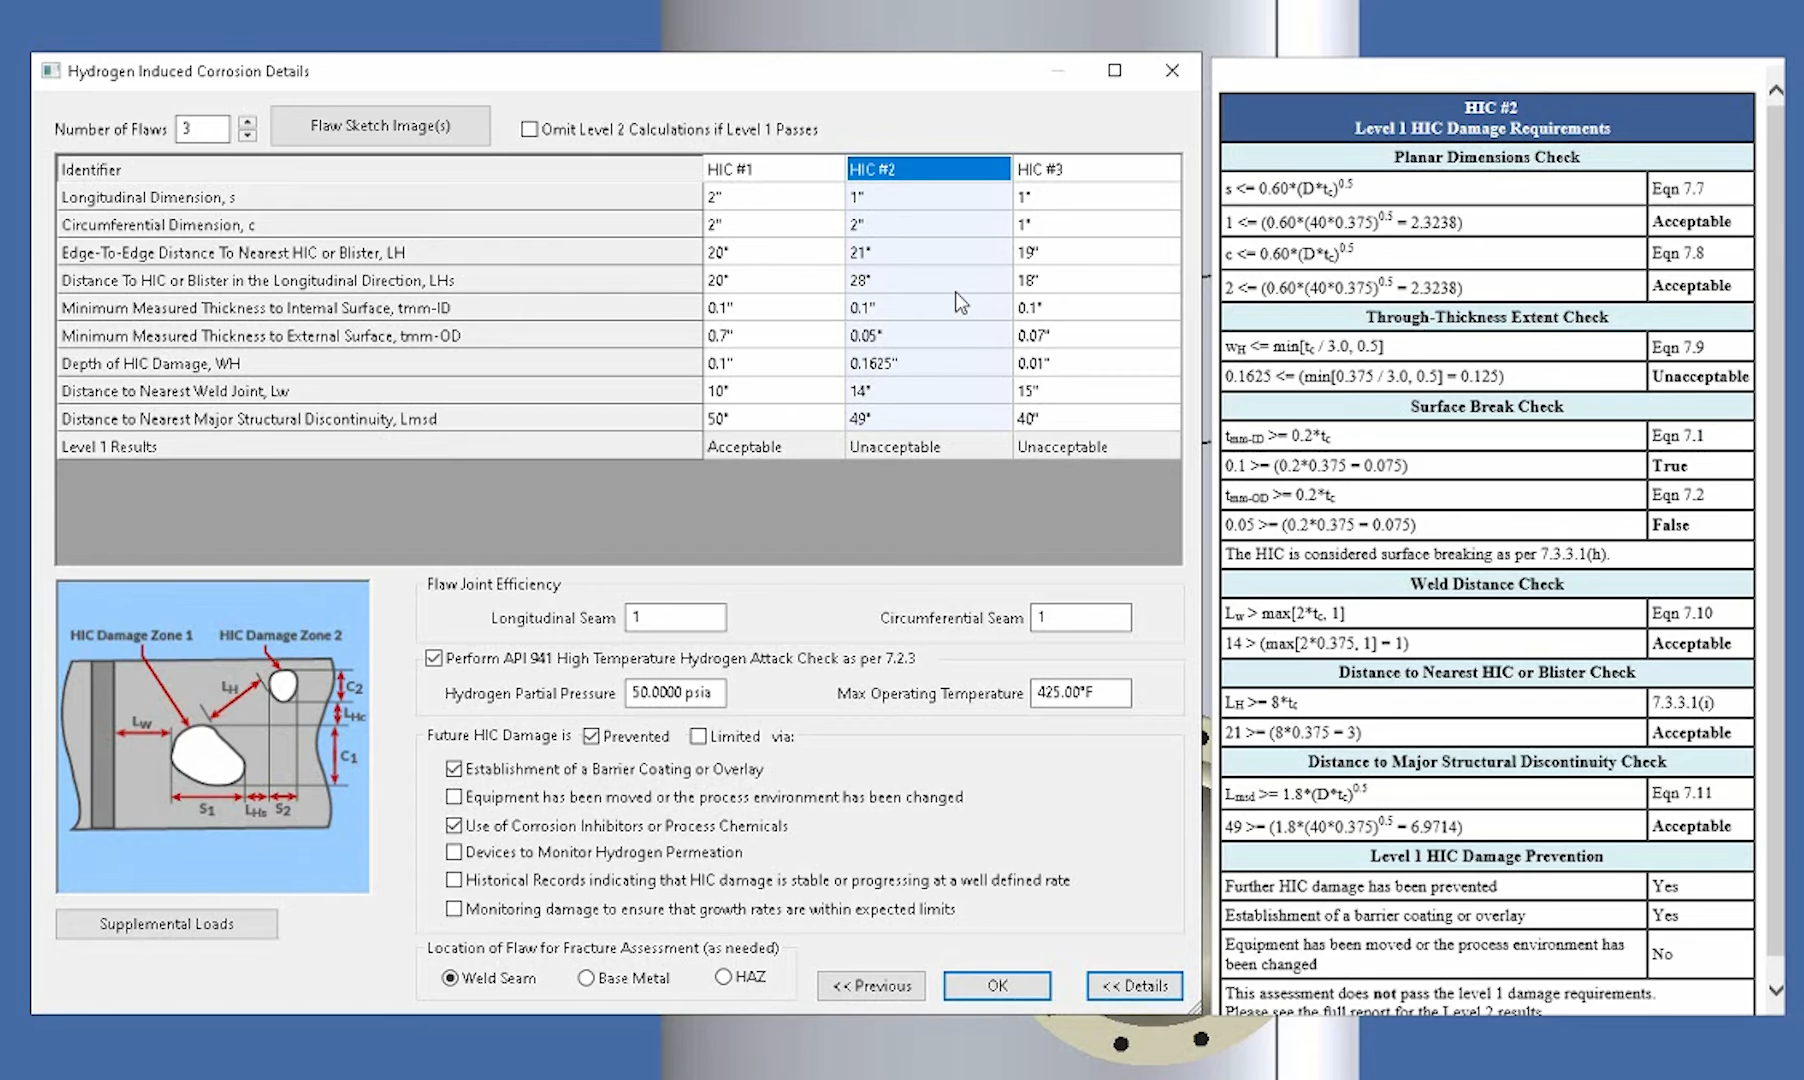 Hydrogen Induced Corrosion Details
Number of Flaws 3 Flaw Sketch Image(s) Omit Level 2 Calculations if Level 1 Passes
Identifier HIC #1 HIC #2 HIC #3
Longitudinal Dimension, s 2" 1" 1"
Circumferential Dimension, c 2" 2" 1"
Edge-To-Edge Distance To Nearest HIC or Blister, LH 20" 21" 19"
Distance To HIC or Blister in the Longitudinal Direction, LHs 20" 28" 18"
Minimum Measured Thickness to Internal Surface, tmm-ID 0.1" 0.1" 0.1"
Minimum Measured Thickness to External Surface, tmm-OD 0.7" 0.05" 0.07"
Depth of HIC Damage, WH 0.1" 0.1625" 0.01"
Distance to Nearest Weld Joint, Lw 10" 14" 15"
Distance to Nearest Major Structural Discontinuity, Lmsd 50" 49" 40"
Level 1 Results Acceptable Unacceptable Unacceptable
HIC Damage Zone 1 HIC Damage Zone 2
LH C2
LHc
LW
C1
S1 LHs S2
Supplemental Loads
Flaw Joint Efficiency
Longitudinal Seam 1 Circumferential Seam 1
Perform API 941 High Temperature Hydrogen Attack Check as per 7.2.3
Hydrogen Partial Pressure 50.0000 psia Max Operating Temperature 425.00°F
Future HIC Damage is Prevented Limited via:
Establishment of a Barrier Coating or Overlay
Equipment has been moved or the process environment has been changed
Use of Corrosion Inhibitors or Process Chemicals
Devices to Monitor Hydrogen Permeation
Historical Records indicating that HIC damage is stable or progressing at a well defined rate
Monitoring damage to ensure that growth rates are within expected limits
Location of Flaw for Fracture Assessment (as needed)
Weld Seam Base Metal HAZ
<< Previous OK << Details
HIC #2
Level 1 HIC Damage Requirements
Planar Dimensions Check
s <= 0.60*(D*tc)^0.5 Eqn 7.7
1 <= (0.60*(40*0.375)^0.5 = 2.3238) Acceptable
c <= 0.60*(D*tc)^0.5 Eqn 7.8
2 <= (0.60*(40*0.375)^0.5 = 2.3238) Acceptable
Through-Thickness Extent Check
wH <= min[tc / 3.0, 0.5] Eqn 7.9
0.1625 <= (min[0.375 / 3.0, 0.5] = 0.125) Unacceptable
Surface Break Check
tmm-ID >= 0.2*tc Eqn 7.1
0.1 >= (0.2*0.375 = 0.075) True
tmm-OD >= 0.2*tc Eqn 7.2
0.05 >= (0.2*0.375 = 0.075) False
The HIC is considered surface breaking as per 7.3.3.1(h).
Weld Distance Check
Lw > max[2*tc, 1] Eqn 7.10
14 > (max[2*0.375, 1] = 1) Acceptable
Distance to Nearest HIC or Blister Check
LH >= 8*tc 7.3.3.1(i)
21 >= (8*0.375 = 3) Acceptable
Distance to Major Structural Discontinuity Check
Lmsd >= 1.8*(D*tc)^0.5 Eqn 7.11
49 >= (1.8*(40*0.375)^0.5 = 6.9714) Acceptable
Level 1 HIC Damage Prevention
Further HIC damage has been prevented Yes
Establishment of a barrier coating or overlay Yes
Equipment has been moved or the process environment has
been changed No
This assessment does not pass the level 1 damage requirements.
Please see the full report for the Level 2 results.